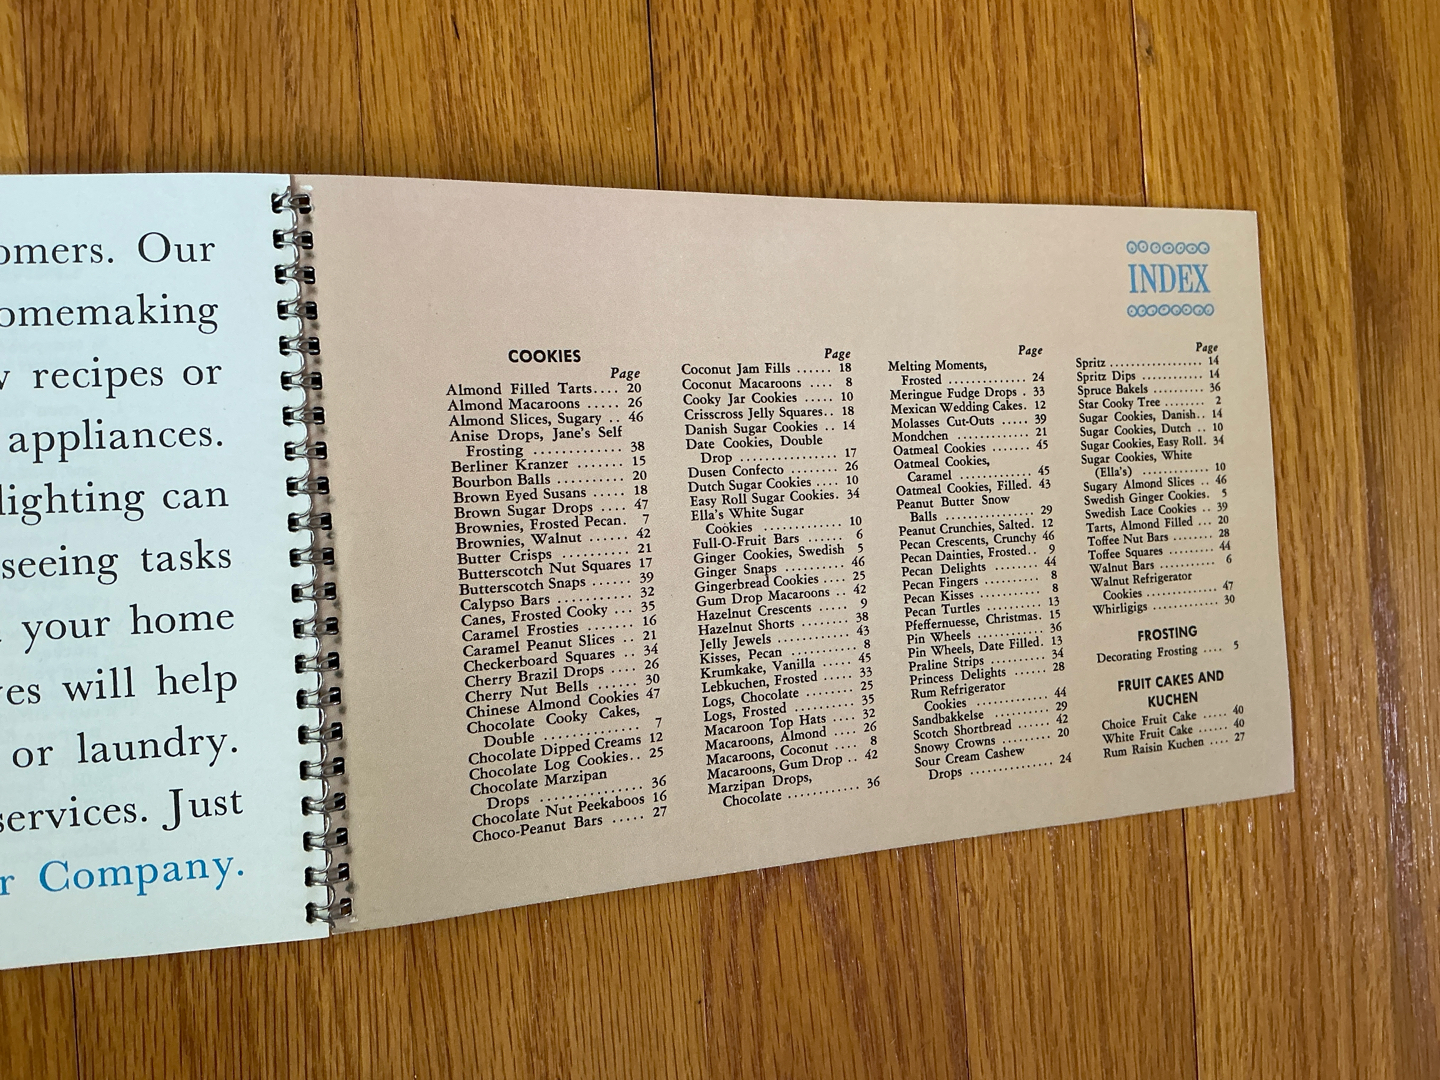 omers. Our
omemaking
recipes or
appliances.
lighting can
seeing tasks
your home
will help
or laundry.
services. Just
Company.
INDEX
COOKIES
Page
Almond Filled Tarts.... 20
Almond Macaroons ..... 26
Almond Slices, Sugary .. 46
Anise Drops, Jane's Self
Frosting ............ 38
Berliner Kranzer ....... 15
Bourbon Balls ......... 20
Brown Eyed Susans ..... 18
Brown Sugar Drops .... 47
Brownies, Frosted Pecan. 7
Brownies, Walnut ...... 42
Butter Crisps .......... 21
Butterscotch Nut Squares 17
Butterscotch Snaps ...... 39
Calypso Bars ........... 32
Canes, Frosted Cooky ... 35
Caramel Frosties ....... 16
Caramel Peanut Slices .. 21
Checkerboard Squares .. 34
Cherry Brazil Drops .... 26
Cherry Nut Bells ...... 30
Chinese Almond Cookies 47
Chocolate Cooky Cakes,
Double ............. 7
Chocolate Dipped Creams 12
Chocolate Log Cookies.. 25
Chocolate Marzipan
Drops ............. 36
Chocolate Nut Peekaboos 16
Choco-Peanut Bars ..... 27
Page
Coconut Jam Fills ...... 18
Coconut Macaroons .... 8
Cooky Jar Cookies ..... 10
Crisscross Jelly Squares.. 18
Danish Sugar Cookies .. 14
Date Cookies, Double
Drop ............... 17
Dusen Confecto ........ 26
Dutch Sugar Cookies .... 10
Easy Roll Sugar Cookies. 34
Ella's White Sugar
Cookies ............ 10
Full-O-Fruit Bars ...... 6
Ginger Cookies, Swedish 5
Ginger Snaps ......... 46
Gingerbread Cookies .... 25
Gum Drop Macaroons .. 42
Hazelnut Crescents ..... 9
Hazelnut Shorts ........ 38
Jelly Jewels ........... 43
Kisses, Pecan .......... 8
Krumkake, Vanilla ..... 45
Lebkuchen, Frosted .... 33
Logs, Chocolate ........ 25
Logs, Frosted .......... 35
Macaroon Top Hats .... 32
Macaroons, Almond .... 26
Macaroons, Coconut .... 8
Macaroons, Gum Drop .. 42
Marzipan Drops,
Chocolate ............ 36
Page
Melting Moments,
Frosted ............. 24
Meringue Fudge Drops . 33
Mexican Wedding Cakes. 12
Molasses Cut-Outs ..... 39
Mondchen ............ 21
Oatmeal Cookies ....... 45
Oatmeal Cookies,
Caramel ............ 45
Oatmeal Cookies, Filled. 43
Peanut Butter Snow
Balls ............... 29
Peanut Crunchies, Salted. 12
Pecan Crescents, Crunchy 46
Pecan Dainties, Frosted.. 9
Pecan Delights ........ 44
Pecan Fingers ......... 8
Pecan Kisses .......... 8
Pecan Turtles .......... 13
Pfeffernuesse, Christmas. 15
Pin Wheels ............ 36
Pin Wheels, Date Filled. 13
Praline Strips .......... 34
Princess Delights ...... 28
Rum Refrigerator
Cookies ............ 44
Sandbakkelse .......... 29
Scotch Shortbread ...... 42
Snowy Crowns ......... 20
Sour Cream Cashew
Drops .............. 24
Page
Spritz .................. 14
Spritz Dips ............ 14
Spruce Bakels .......... 36
Star Cooky Tree ........ 2
Sugar Cookies, Danish.. 14
Sugar Cookies, Dutch .. 10
Sugar Cookies, Easy Roll. 34
Sugar Cookies, White
(Ella's) ............. 10
Sugary Almond Slices .. 46
Swedish Ginger Cookies. 5
Swedish Lace Cookies .. 39
Tarts, Almond Filled ... 20
Toffee Nut Bars ........ 28
Toffee Squares ......... 44
Walnut Bars ........... 6
Walnut Refrigerator
Cookies ............. 47
Whirligigs ............. 30
FROSTING
Decorating Frosting .... 5
FRUIT CAKES AND
KUCHEN
Choice Fruit Cake ..... 40
White Fruit Cake ...... 40
Rum Raisin Kuchen .... 27